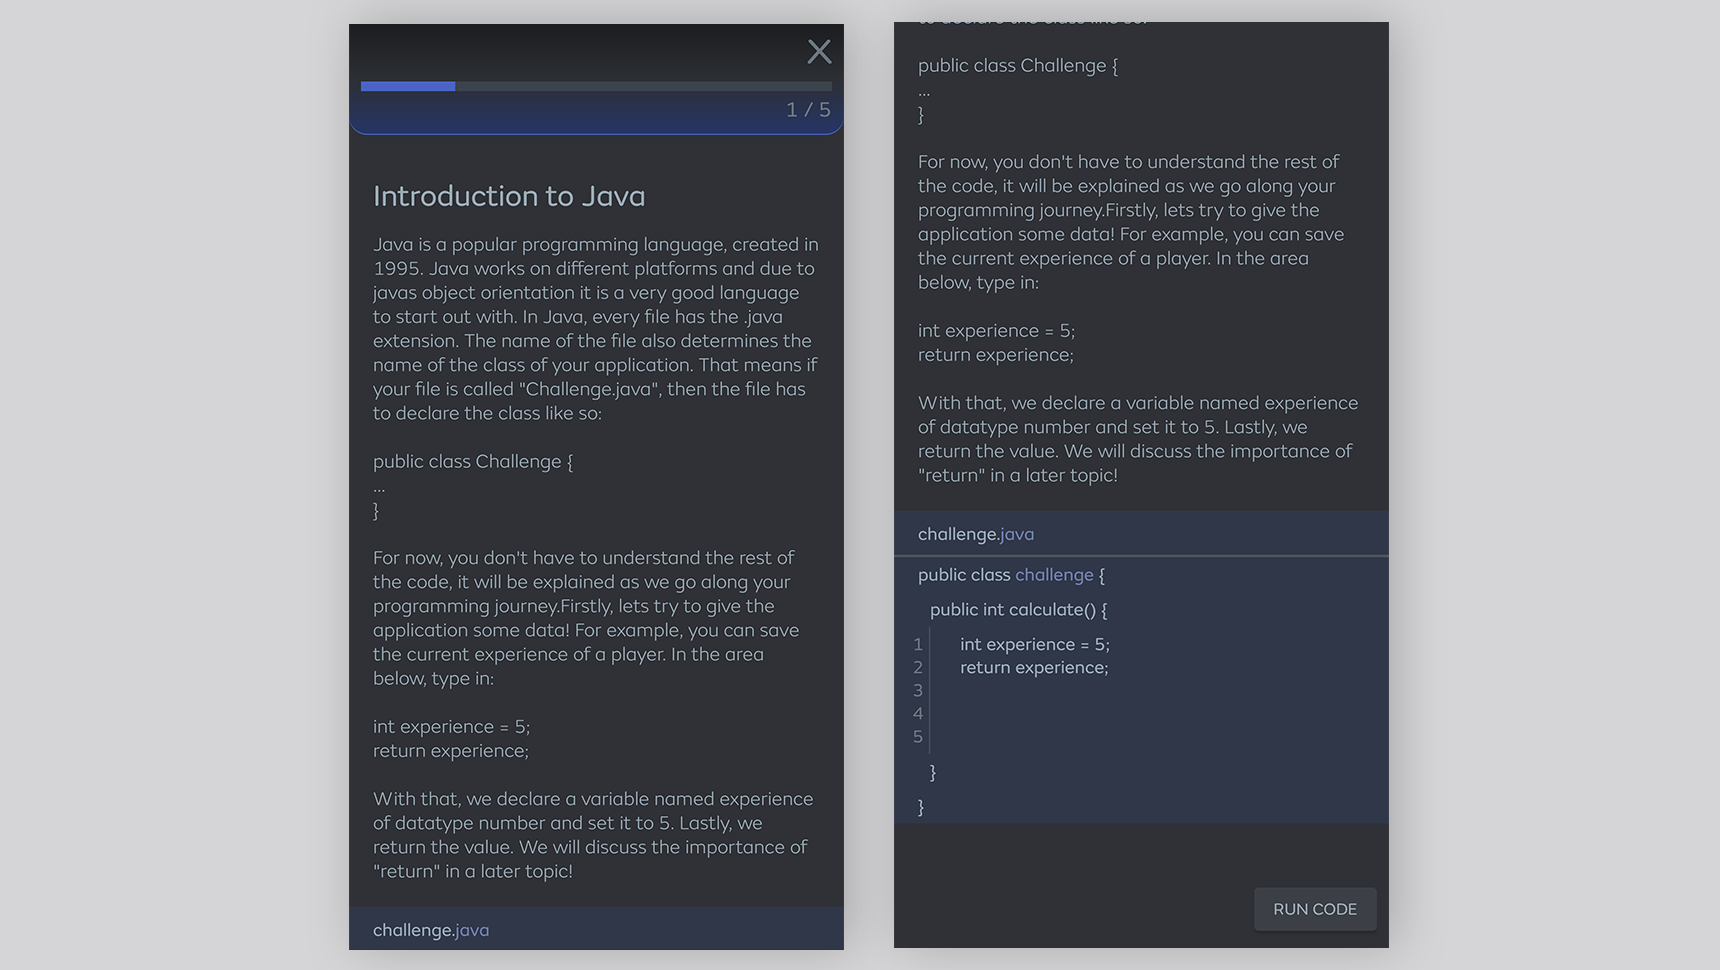 1 / 5
Introduction to Java
Java is a popular programming language, created in
1995. Java works on different platforms and due to
javas object orientation it is a very good language
to start out with. In Java, every file has the .java
extension. The name of the file also determines the
name of the class of your application. That means if
your file is called "Challenge.java", then the file has
to declare the class like so:
public class Challenge {
...
}
For now, you don't have to understand the rest of
the code, it will be explained as we go along your
programming journey.Firstly, lets try to give the
application some data! For example, you can save
the current experience of a player. In the area
below, type in:
int experience = 5;
return experience;
With that, we declare a variable named experience
of datatype number and set it to 5. Lastly, we
return the value. We will discuss the importance of
"return" in a later topic!
challenge.java
to declare the class like so:
public class Challenge {
...
}
For now, you don't have to understand the rest of
the code, it will be explained as we go along your
programming journey.Firstly, lets try to give the
application some data! For example, you can save
the current experience of a player. In the area
below, type in:
int experience = 5;
return experience;
With that, we declare a variable named experience
of datatype number and set it to 5. Lastly, we
return the value. We will discuss the importance of
"return" in a later topic!
challenge.java
public class challenge {
public int calculate() {
1 int experience = 5;
2 return experience;
3
4
5
}
}
RUN CODE